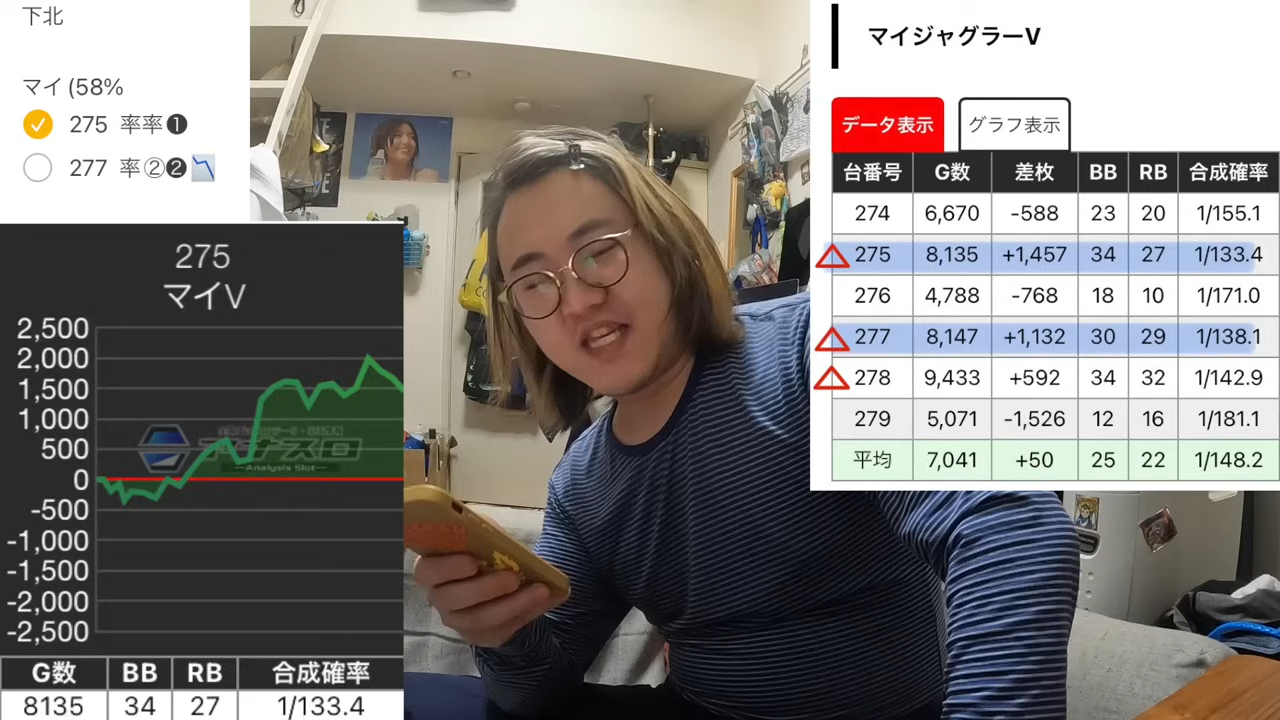 下北
マイ (58%
275 率率❶
277 率②❷
275
マイV
2,500
2,000
1,500
1,000
500
0
-500
-1,000
-1,500
-2,000
-2,500
アナスロ
—Analysis Slot—
G数 BB RB 合成確率
8135 34 27 1/133.4
マイジャグラーV
データ表示 グラフ表示
台番号 G数 差枚 BB RB 合成確率
274 6,670 -588 23 20 1/155.1
275 8,135 +1,457 34 27 1/133.4
276 4,788 -768 18 10 1/171.0
277 8,147 +1,132 30 29 1/138.1
278 9,433 +592 34 32 1/142.9
279 5,071 -1,526 12 16 1/181.1
平均 7,041 +50 25 22 1/148.2